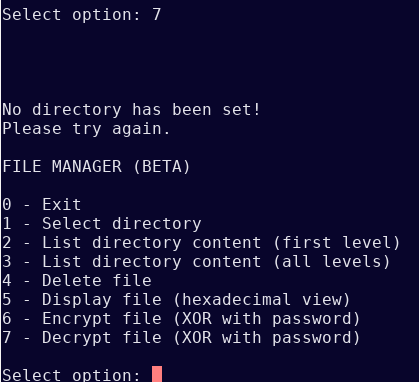 Select option: 7
No directory has been set!
Please try again.
FILE MANAGER (BETA)
0 - Exit
1 - Select directory
2 - List directory content (first level)
3 - List directory content (all levels)
4 - Delete file
5 - Display file (hexadecimal view)
6 - Encrypt file (XOR with password)
7 - Decrypt file (XOR with password)
Select option: